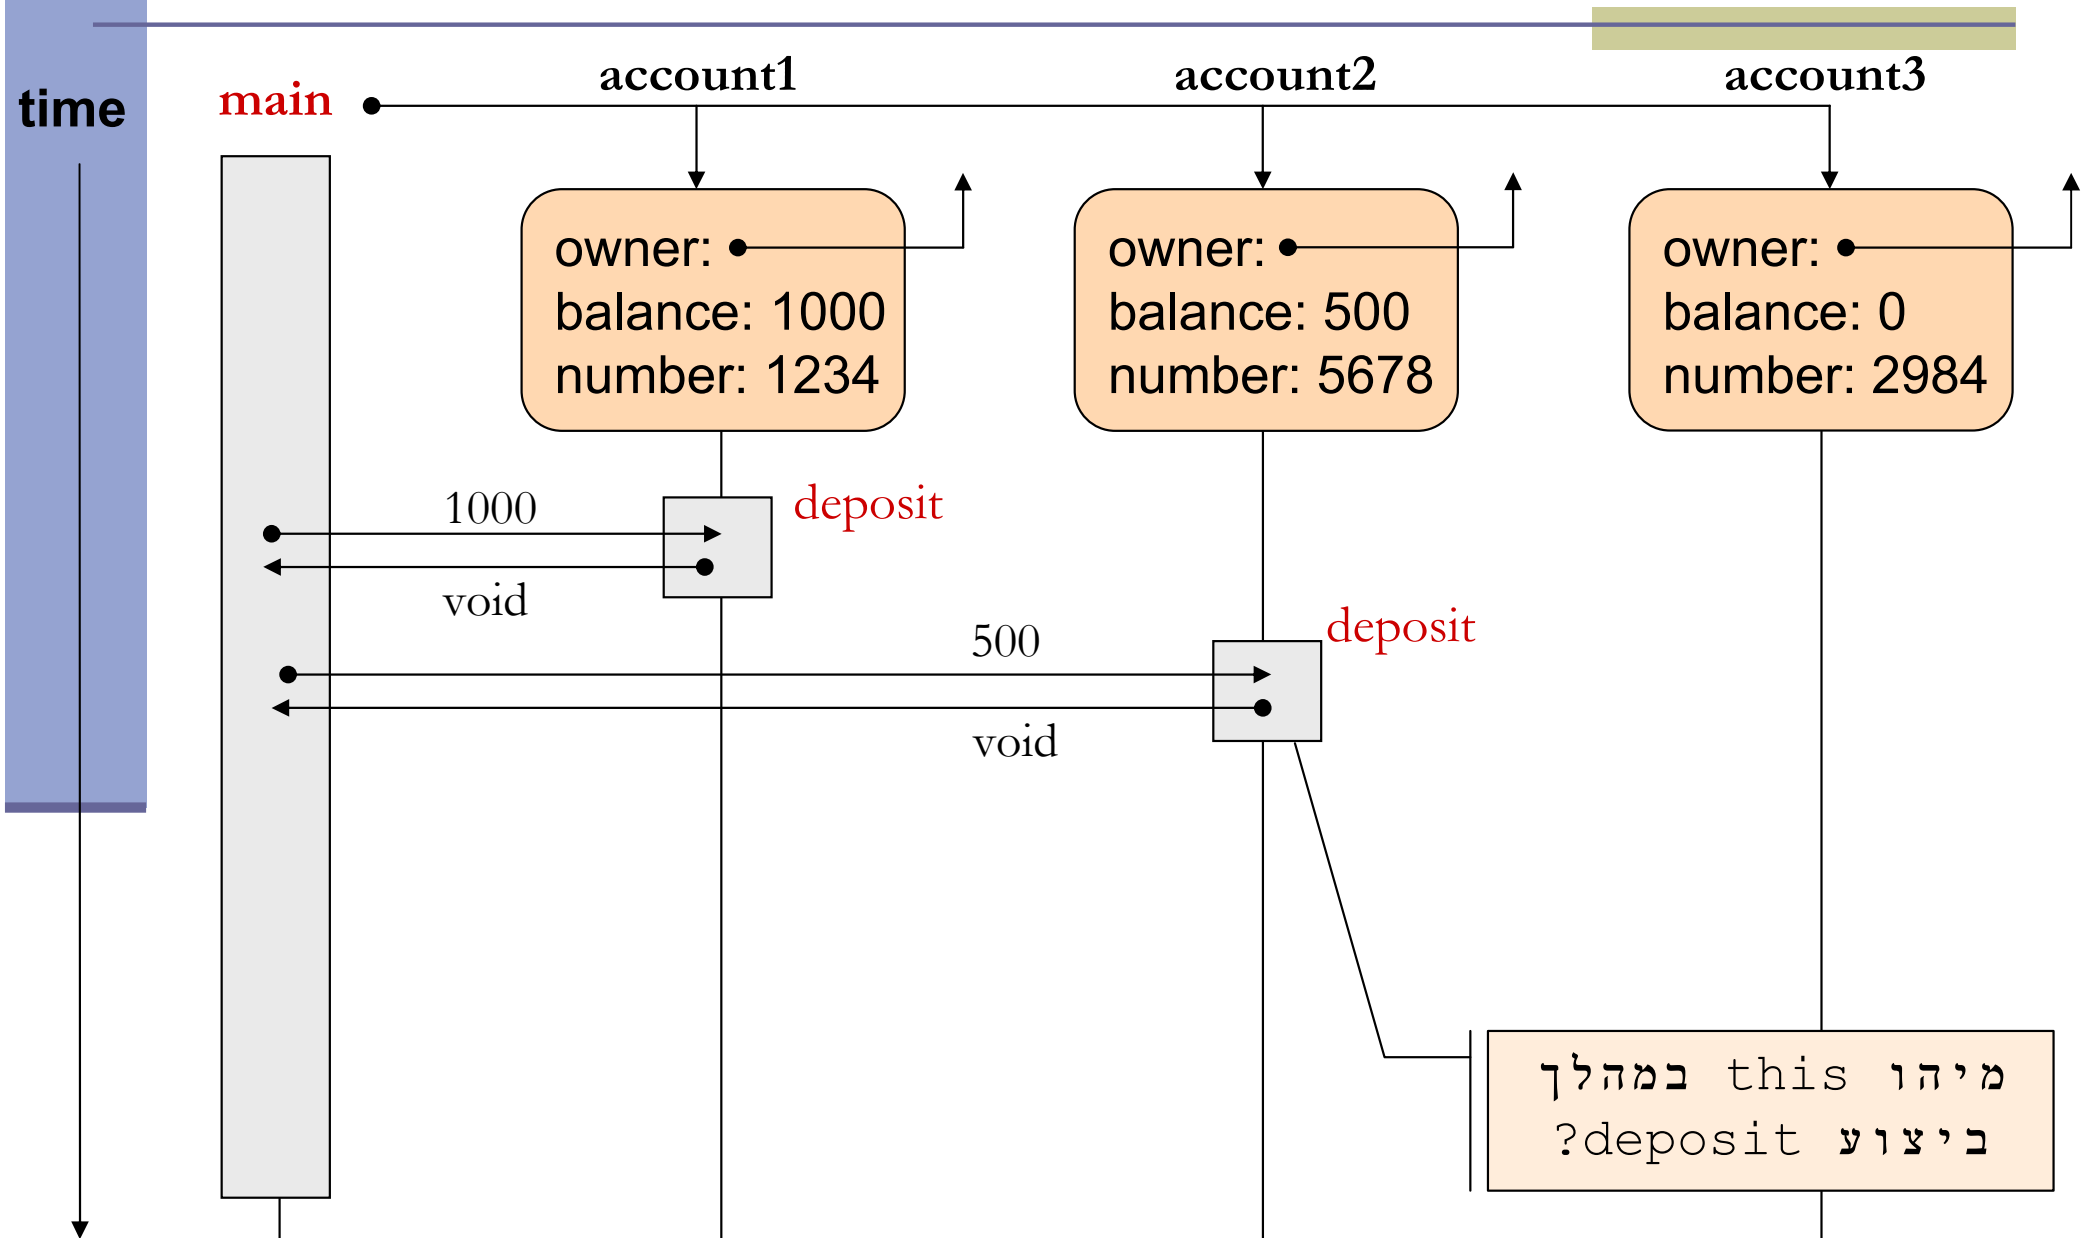 time
main
account1
account2
account3
owner:
balance: 1000
number: 1234
owner:
balance: 500
number: 5678
owner:
balance: 0
number: 2984
1000
deposit
void
500
deposit
void
מיהו this במהלך
ביצוע deposit?